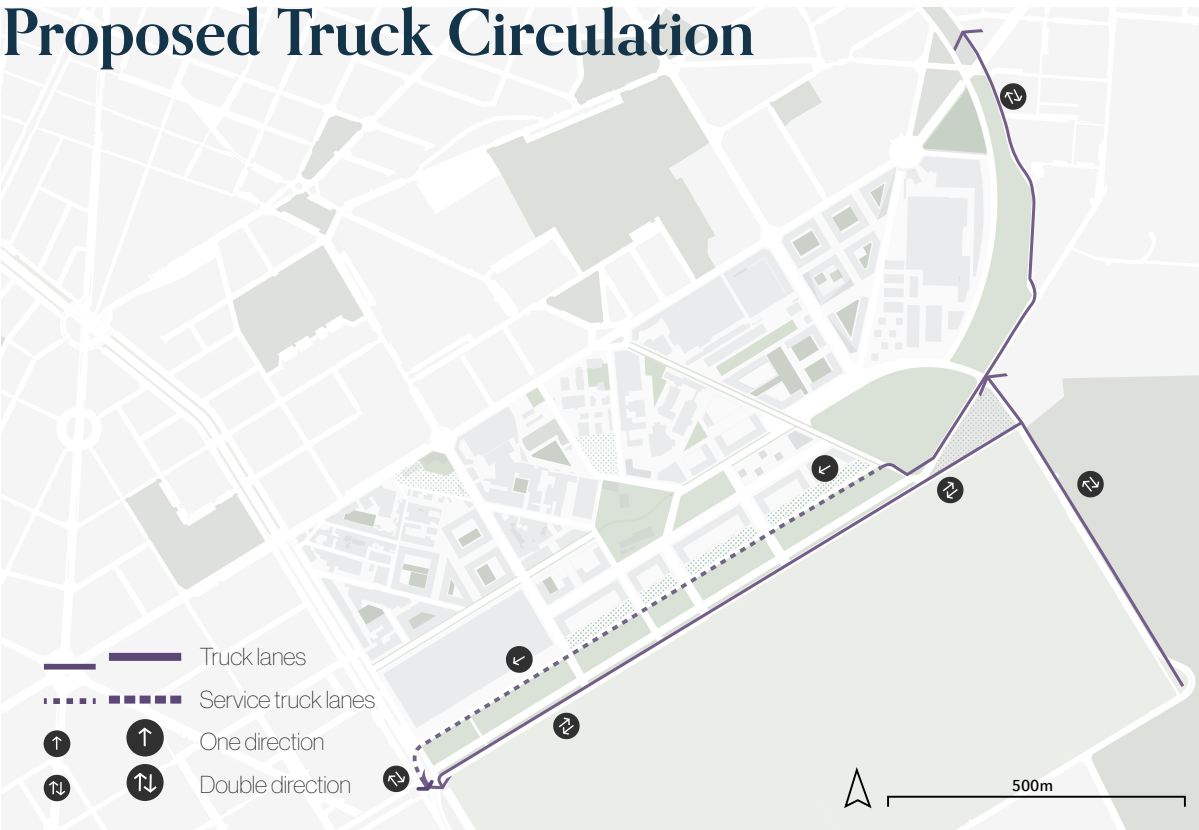 Proposed Truck Circulation
Truck lanes
Service truck lanes
One direction
Double direction
500m